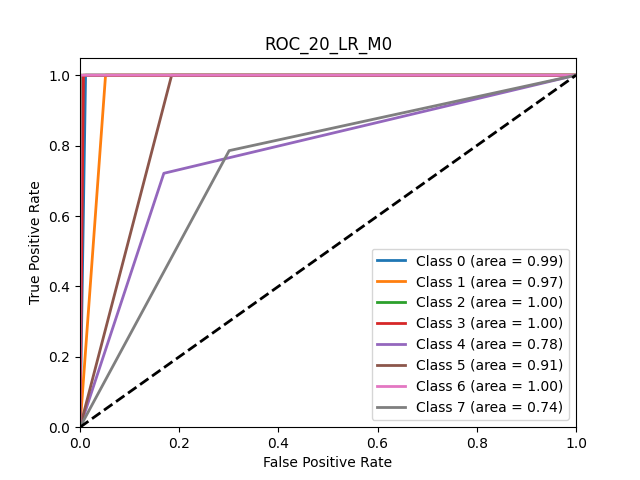 ROC_20_LR_M0
True Positive Rate
1.0
0.8
0.6
0.4
0.2
0.0
Class 0 (area = 0.99)
Class 1 (area = 0.97)
Class 2 (area = 1.00)
Class 3 (area = 1.00)
Class 4 (area = 0.78)
Class 5 (area = 0.91)
Class 6 (area = 1.00)
Class 7 (area = 0.74)
0.0 0.2 0.4 0.6 0.8 1.0
False Positive Rate